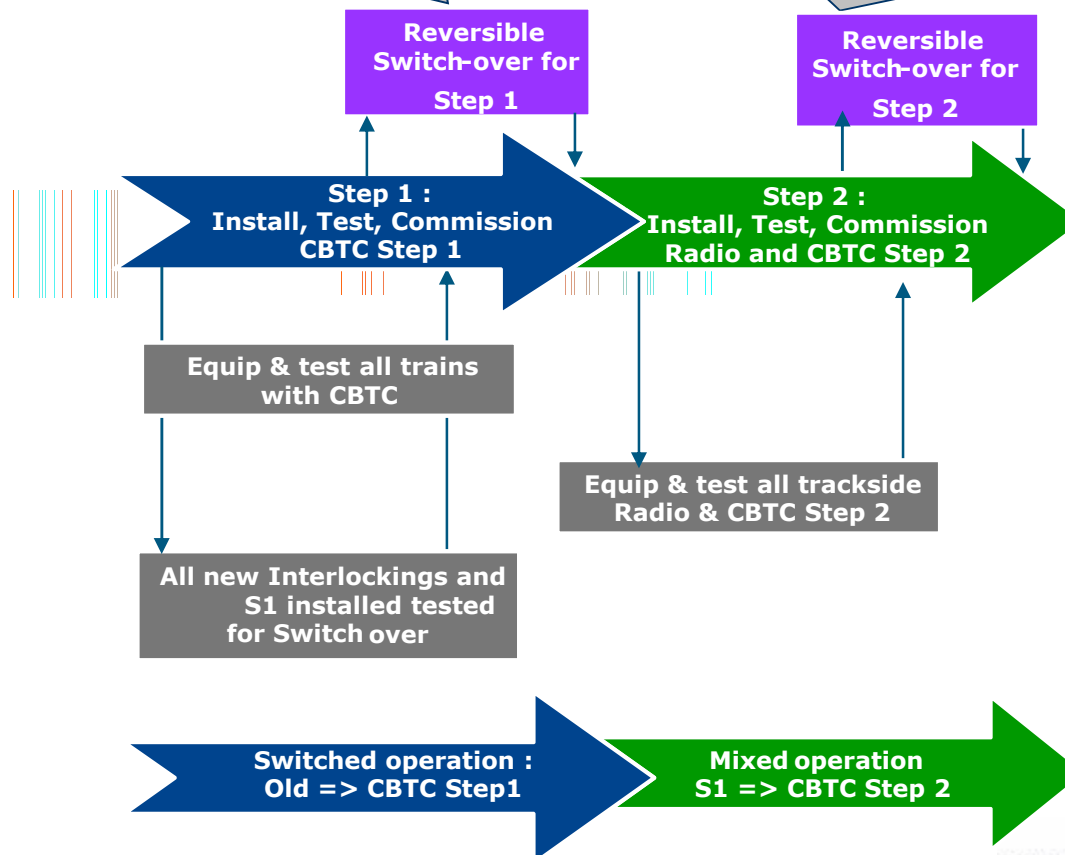 Reversible
Switch-over for
Step 1
Reversible
Switch-over for
Step 2
Step 1 :
Install, Test, Commission
CBTC Step 1
Step 2 :
Install, Test, Commission
Radio and CBTC Step 2
Equip & test all trains
with CBTC
Equip & test all trackside
Radio & CBTC Step 2
All new Interlockings and
S1 installed tested
for Switch over
Switched operation :
Old => CBTC Step1
Mixed operation
S1 => CBTC Step 2